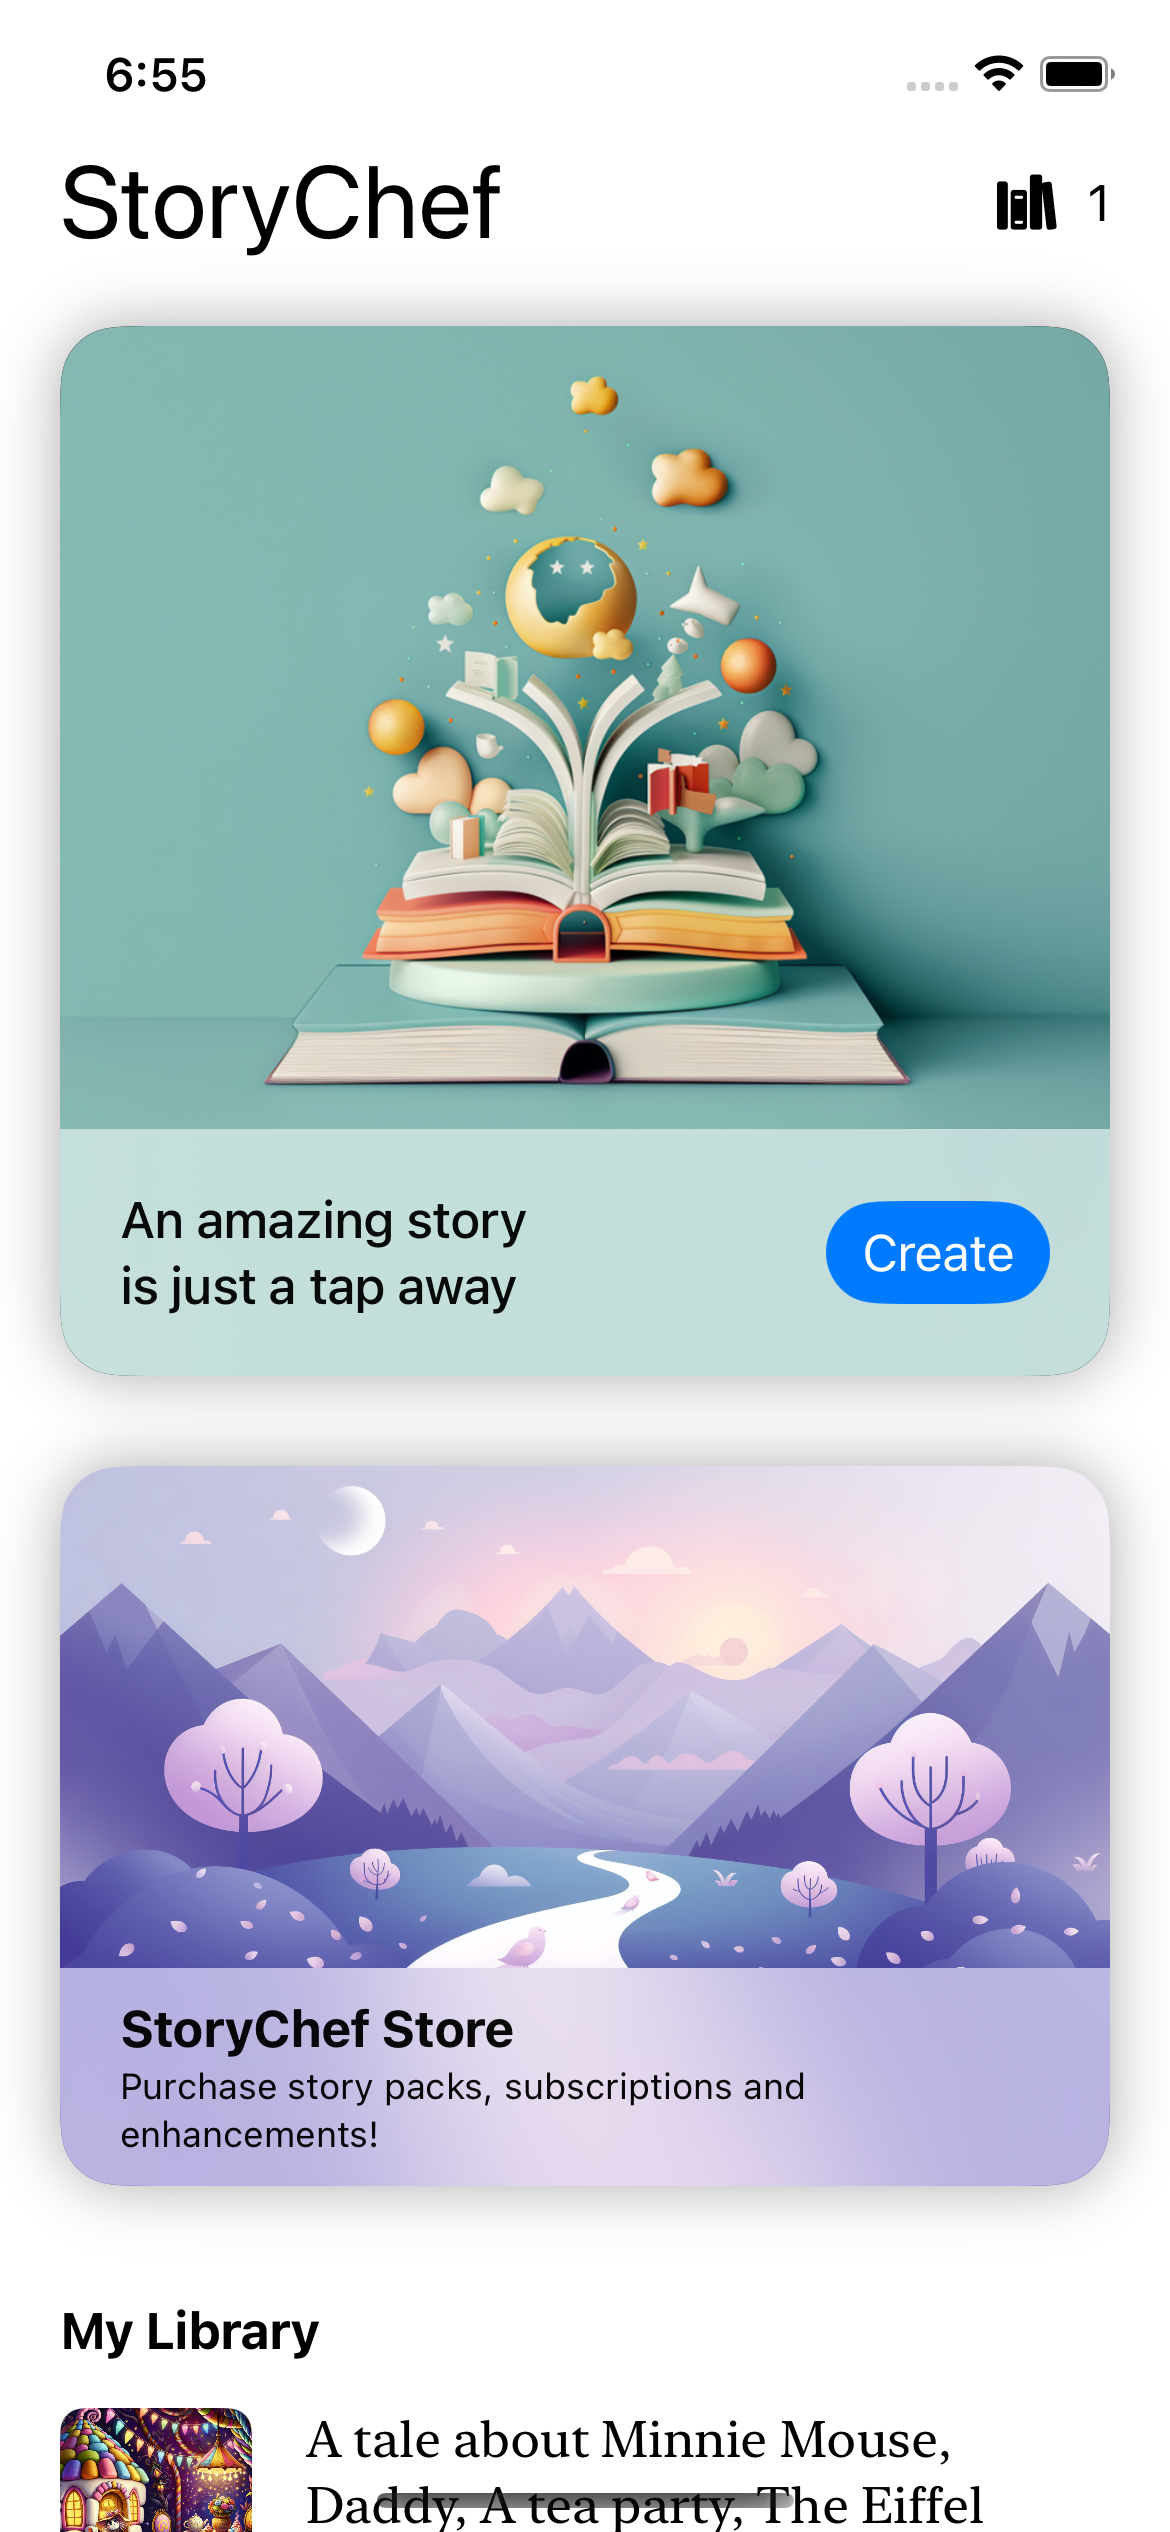 6:55
StoryChef
1
An amazing story
is just a tap away
Create
StoryChef Store
Purchase story packs, subscriptions and
enhancements!
My Library
A tale about Minnie Mouse,
Daddy, A tea party, The Eiffel